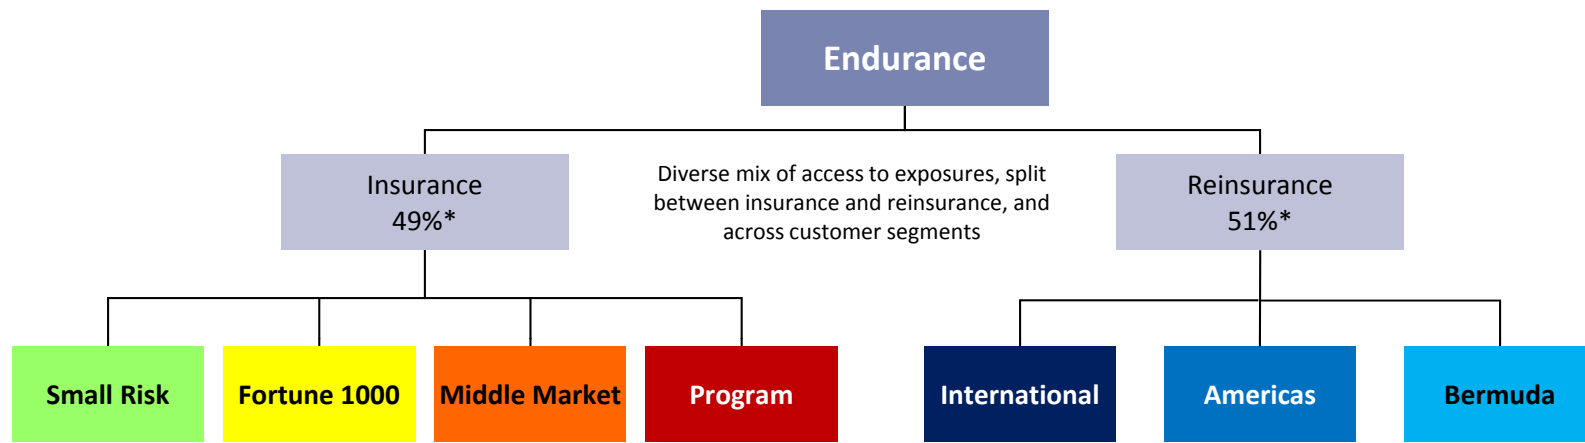 Endurance
Insurance
49%*
Diverse mix of access to exposures, split
between insurance and reinsurance, and
across customer segments
Reinsurance
51%*
Small Risk
Fortune 1000
Middle Market
Program
International
Americas
Bermuda